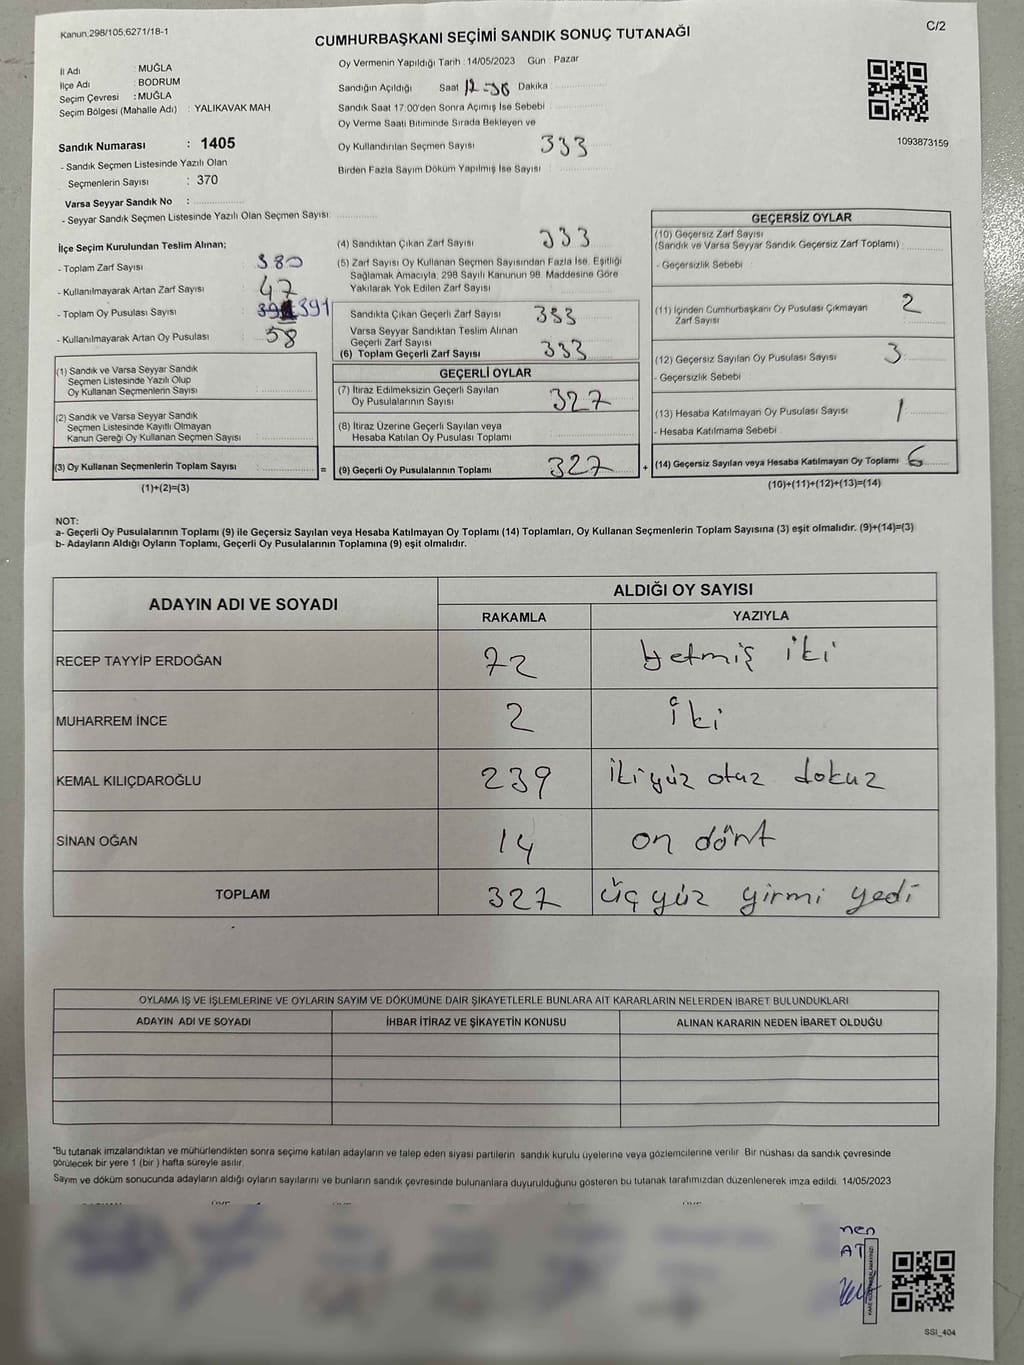 Kanun,298/105,6271/18-1
C/2
CUMHURBAŞKANI SEÇİMİ SANDIK SONUÇ TUTANAĞI
İl Adı : MUĞLA
İlçe Adı : BODRUM
Seçim Çevresi : MUĞLA
Seçim Bölgesi (Mahalle Adı) : YALIKAVAK MAH
Oy Vermenin Yapıldığı Tarih : 14/05/2023 Gün : Pazar
Sandığın Açıldığı Saat Dakika
Sandık Saat 17:00'den Sonra Açılmış İse Sebebi
Oy Verme Saati Bitiminde Sırada Bekleyen ve
Oy Kullandırılan Seçmen Sayısı 333
Birden Fazla Sayım Döküm Yapılmış İse Sayısı :
1093873159
Sandık Numarası : 1405
- Sandık Seçmen Listesinde Yazılı Olan
Seçmenlerin Sayısı : 370
Varsa Seyyar Sandık No :
- Seyyar Sandık Seçmen Listesinde Yazılı Olan Seçmen Sayısı:
İlçe Seçim Kurulundan Teslim Alınan;
- Toplam Zarf Sayısı 380
- Kullanılmayarak Artan Zarf Sayısı 47
- Toplam Oy Pusulası Sayısı 391
- Kullanılmayarak Artan Oy Pusulası 58
(1) Sandık ve Varsa Seyyar Sandık
Seçmen Listesinde Yazılı Olup
Oy Kullanan Seçmenlerin Sayısı :
(2) Sandık ve Varsa Seyyar Sandık
Seçmen Listesinde Kayıtlı Olmayan
Kanun Gereği Oy Kullanan Seçmen Sayısı :
(3) Oy Kullanan Seçmenlerin Toplam Sayısı : =
(1)+(2)=(3)
(4) Sandıktan Çıkan Zarf Sayısı 333
(5) Zarf Sayısı Oy Kullanan Seçmen Sayısından Fazla İse, Eşitliği
Sağlamak Amacıyla, 298 Sayılı Kanunun 98. Maddesine Göre
Yakılarak Yok Edilen Zarf Sayısı
Sandıkta Çıkan Geçerli Zarf Sayısı 333
Varsa Seyyar Sandıktan Teslim Alınan
Geçerli Zarf Sayısı
(6) Toplam Geçerli Zarf Sayısı 333
GEÇERLİ OYLAR
(7) İtiraz Edilmeksizin Geçerli Sayılan
Oy Pusulalarının Sayısı 327
(8) İtiraz Üzerine Geçerli Sayılan veya
Hesaba Katılan Oy Pusulası Toplamı
(9) Geçerli Oy Pusulalarının Toplamı 327 +
GEÇERSİZ OYLAR
(10) Geçersiz Zarf Sayısı
(Sandık ve Varsa Seyyar Sandık Geçersiz Zarf Toplamı) :
- Geçersizlik Sebebi :
(11) İçinden Cumhurbaşkanı Oy Pusulası Çıkmayan
Zarf Sayısı 2
(12) Geçersiz Sayılan Oy Pusulası Sayısı 3
- Geçersizlik Sebebi :
(13) Hesaba Katılmayan Oy Pusulası Sayısı 1
- Hesaba Katılmama Sebebi :
(14) Geçersiz Sayılan veya Hesaba Katılmayan Oy Toplamı 6
(10)+(11)+(12)+(13)=(14)
NOT:
a- Geçerli Oy Pusulalarının Toplamı (9) ile Geçersiz Sayılan veya Hesaba Katılmayan Oy Toplamı (14) Toplamları, Oy Kullanan Seçmenlerin Toplam Sayısına (3) eşit olmalıdır. (9)+(14)=(3)
b- Adayların Aldığı Oyların Toplamı, Geçerli Oy Pusulalarının Toplamına (9) eşit olmalıdır.
ADAYIN ADI VE SOYADI
ALDIĞI OY SAYISI
RAKAMLA YAZIYLA
RECEP TAYYİP ERDOĞAN 72 yetmiş iki
MUHARREM İNCE 2 iki
KEMAL KILIÇDAROĞLU 239 ikiyüz otuz dokuz
SİNAN OĞAN 14 on dört
TOPLAM 327 üçyüz yirmi yedi
OYLAMA İŞ VE İŞLEMLERİNE VE OYLARIN SAYIM VE DÖKÜMÜNE DAİR ŞİKAYETLERLE BUNLARA AİT KARARLARIN NELERDEN İBARET BULUNDUKLARI
ADAYIN ADI VE SOYADI İHBAR İTİRAZ VE ŞİKAYETİN KONUSU ALINAN KARARIN NEDEN İBARET OLDUĞU
*Bu tutanak imzalandıktan ve mühürlendikten sonra seçime katılan adayların ve talep eden siyasi partilerin sandık kurulu üyelerine veya gözlemcilerine verilir. Bir nüshası da sandık çevresinde
görülecek bir yere 1 (bir) hafta süreyle asılır.
Sayım ve döküm sonucunda adayların aldığı oyların sayılarını ve bunların sandık çevresinde bulunanlara duyurulduğunu gösteren bu tutanak tarafımızdan düzenlenerek imza edildi. 14/05/2023
nen
AT
SSI_404